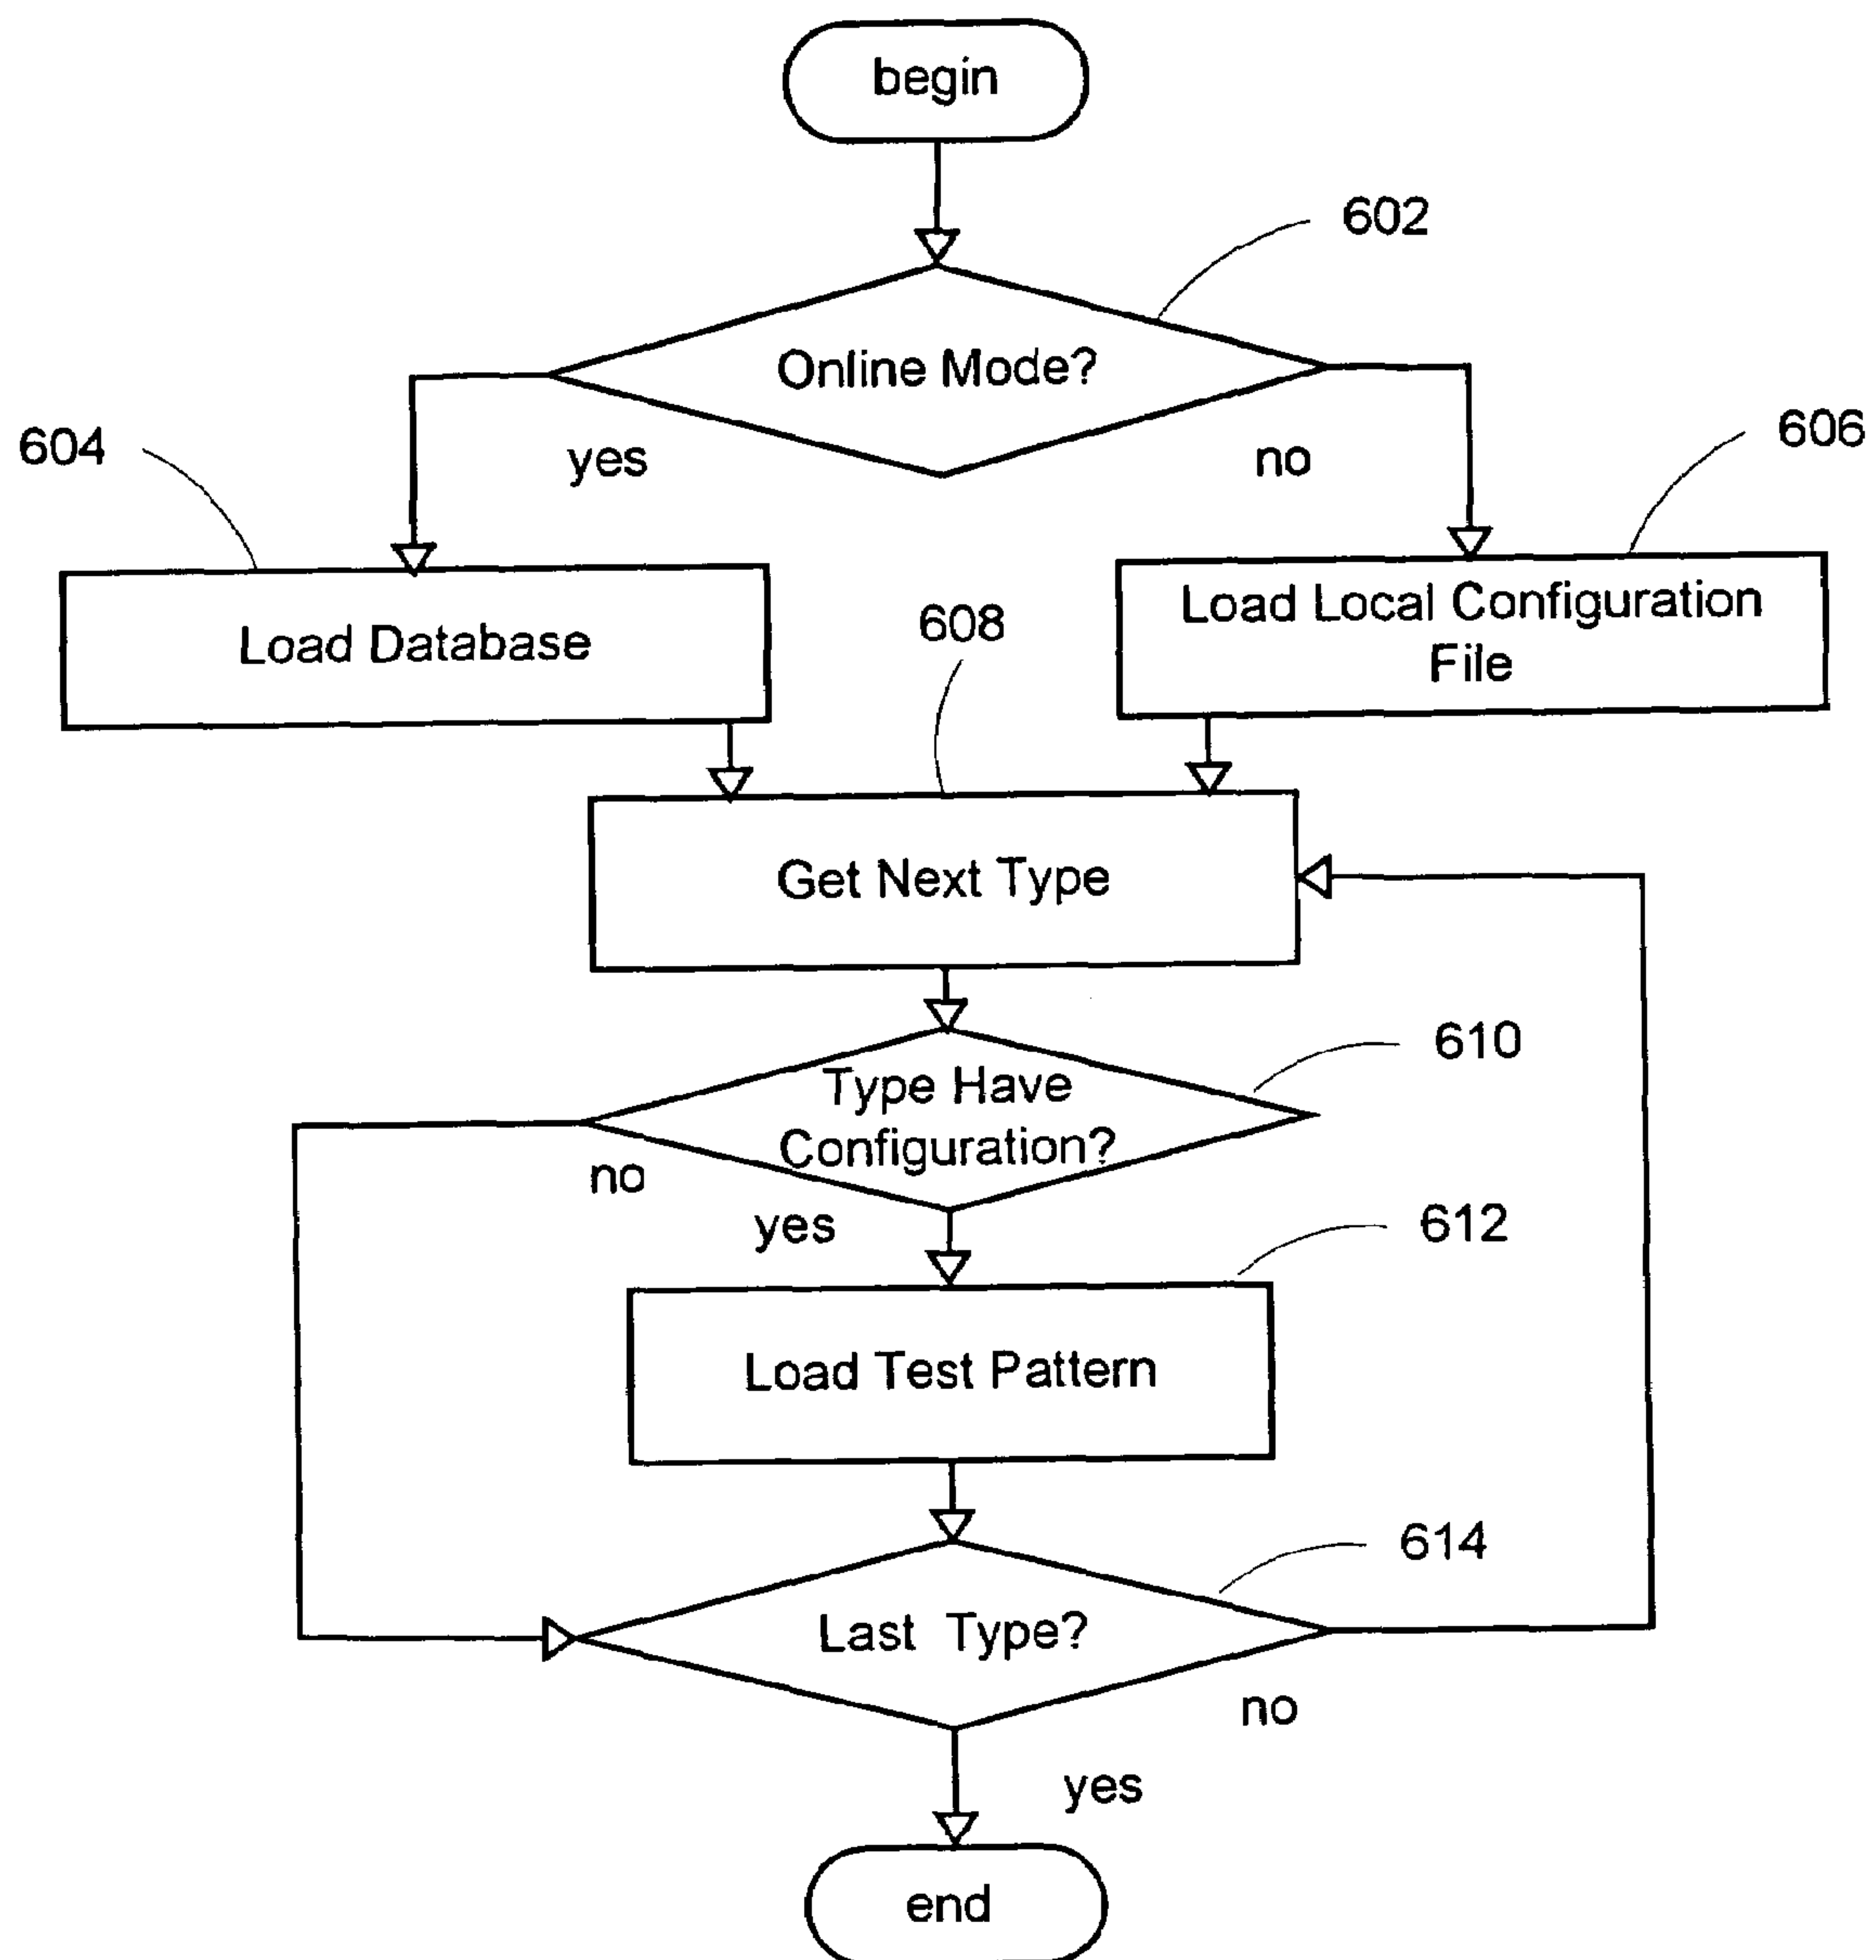 begin
602
Online Mode?
604
yes
no
606
Load Database
608
Load Local Configuration
File
Get Next Type
610
Type Have
Configuration?
no
yes
612
Load Test Pattern
614
Last Type?
no
yes
end